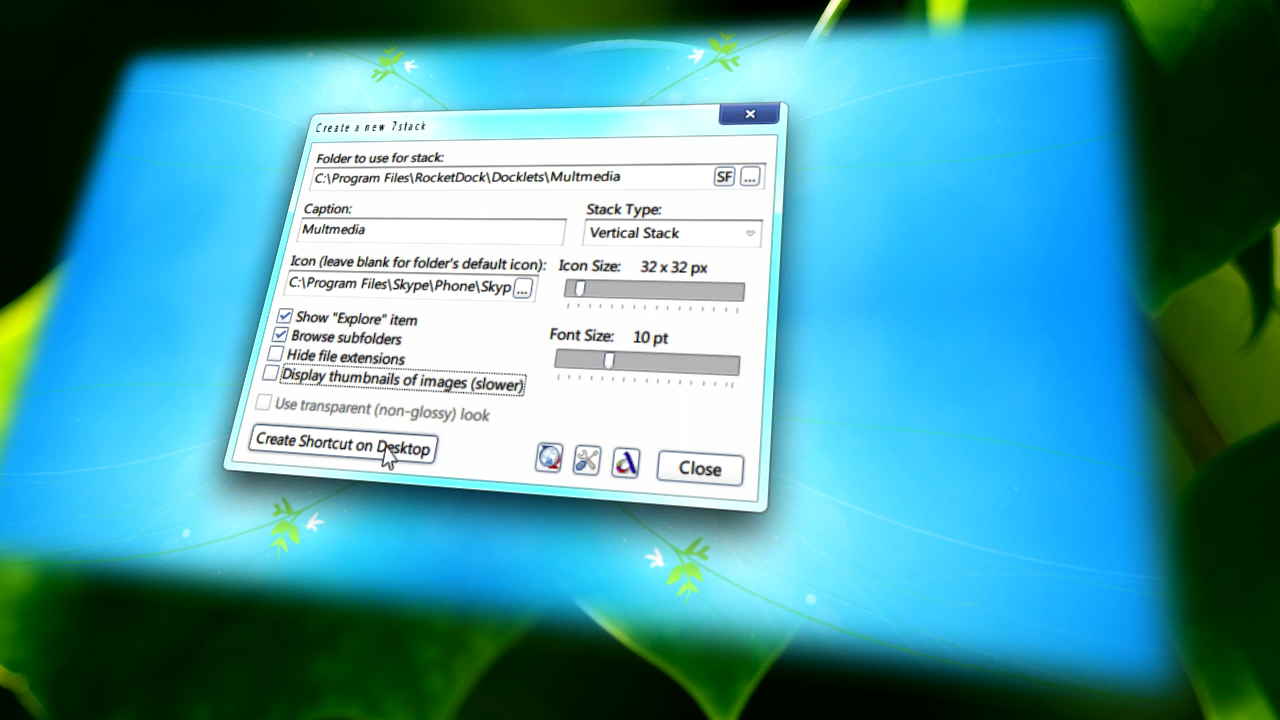 Create a new 7stack
Folder to use for stack:
C:\Program Files\RocketDock\Docklets\Multmedia
SF ...
Caption:
Multmedia
Stack Type:
Vertical Stack
Icon (leave blank for folder's default icon):
C:\Program Files\Skype\Phone\Skyp ...
Icon Size: 32 x 32 px
Show "Explore" item
Browse subfolders
Hide file extensions
Display thumbnails of images (slower)
Use transparent (non-glossy) look
Font Size: 10 pt
Create Shortcut on Desktop
Close